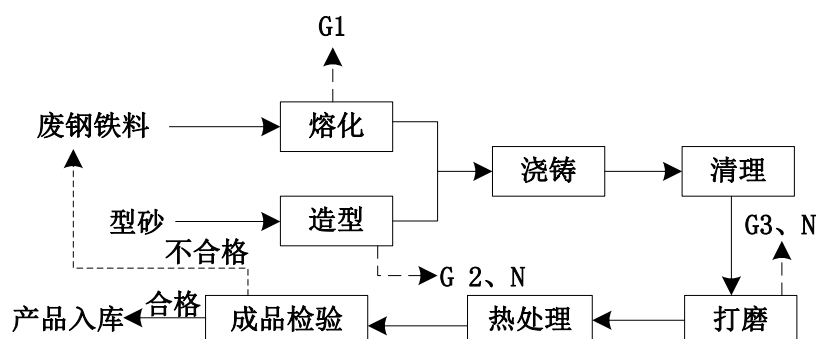 G1
废钢铁料
熔化
浇铸
清理
型砂
造型
G3、N
不合格
G 2、N
产品入库
合格
成品检验
热处理
打磨